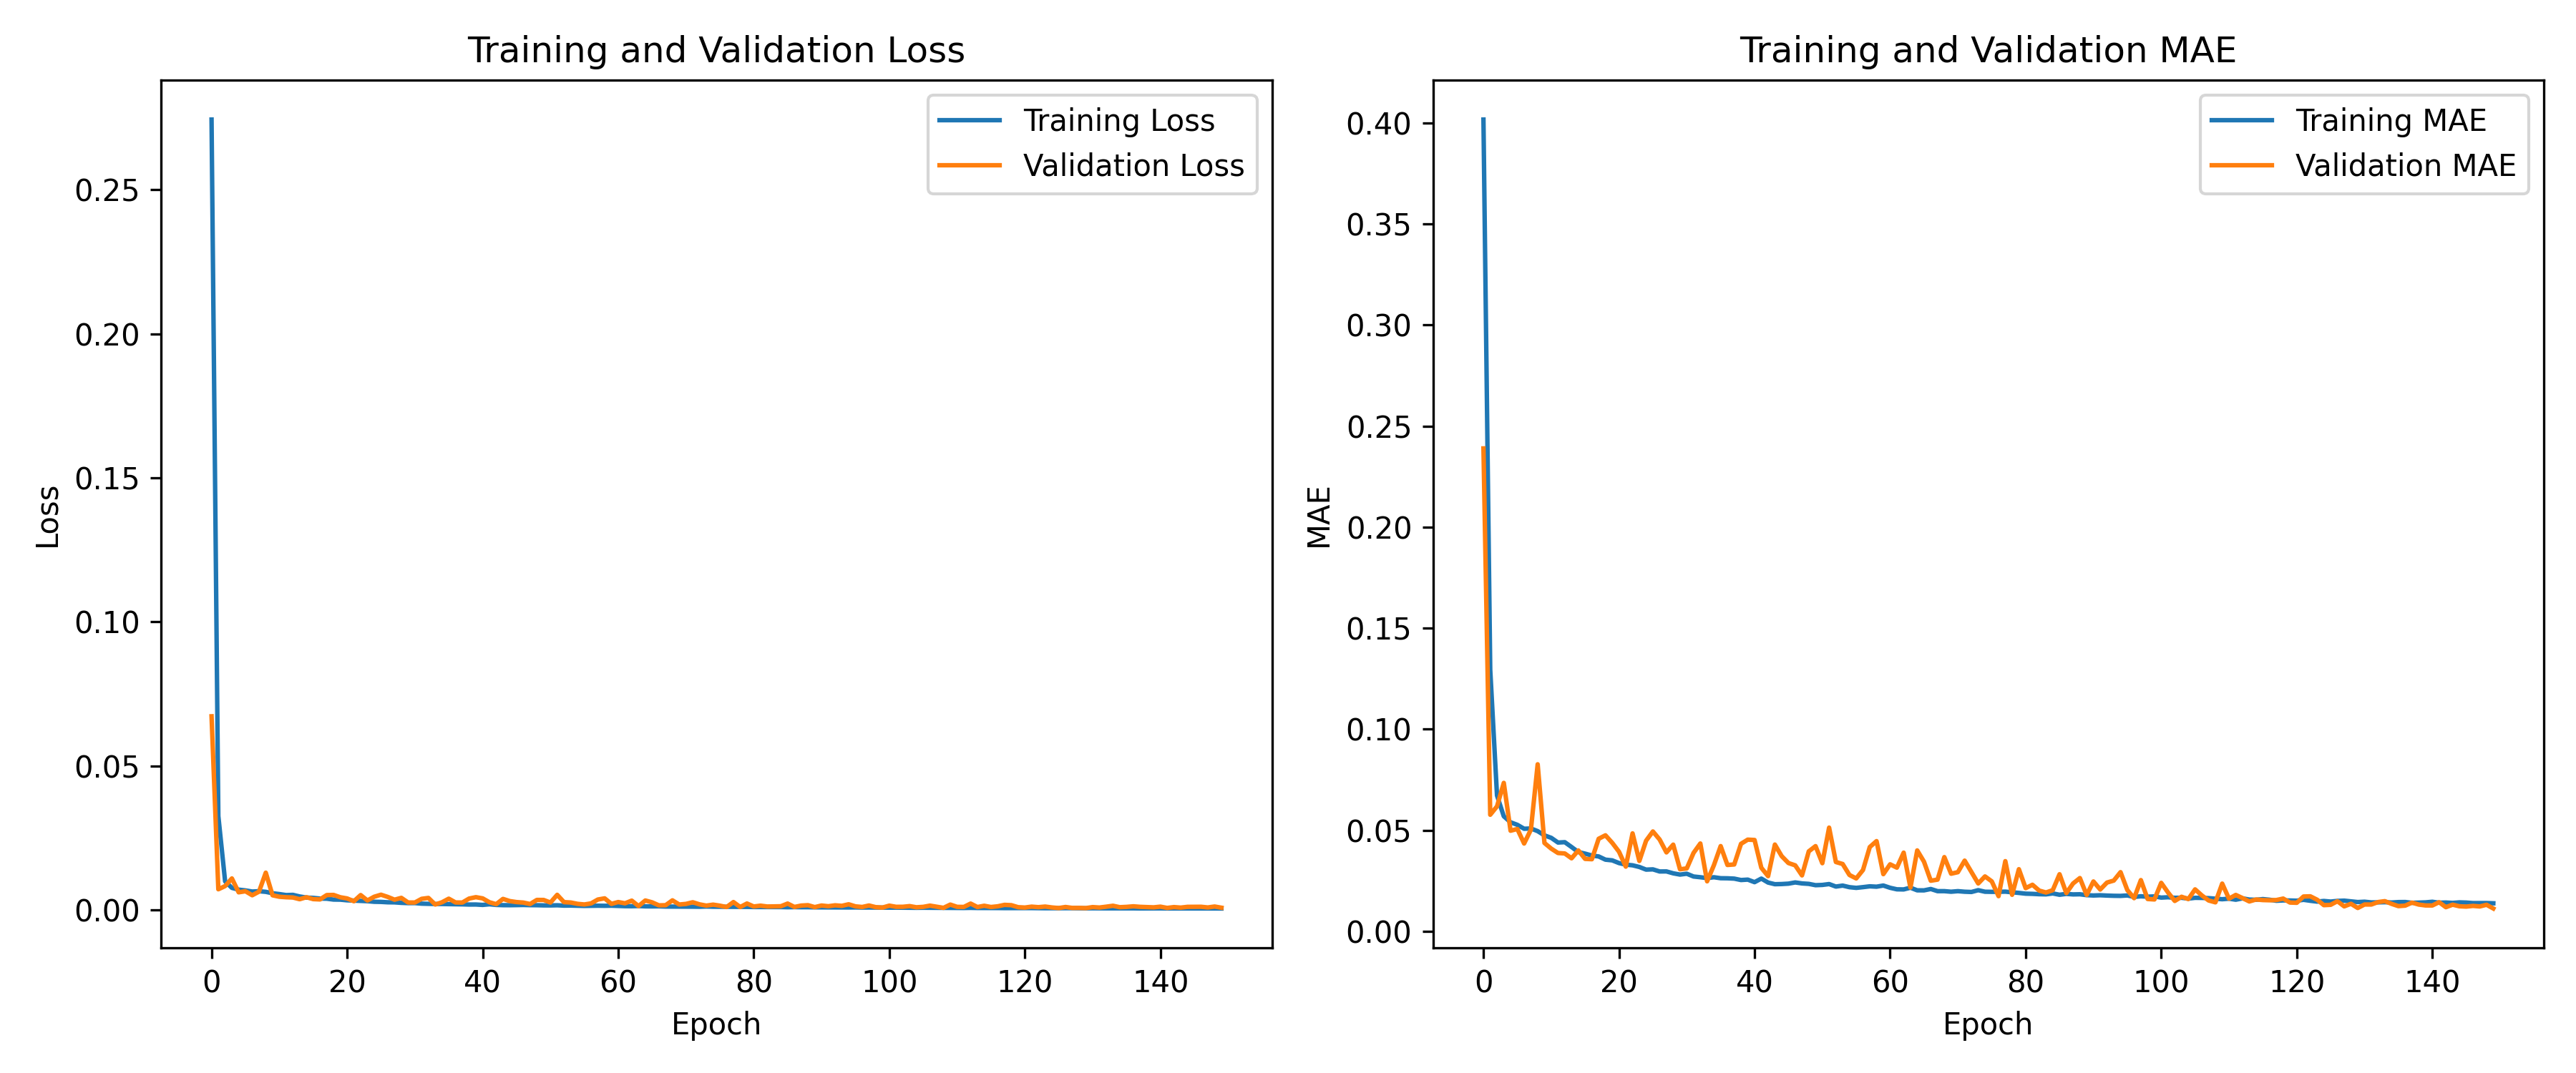 Training and Validation Loss
Training Loss
Validation Loss
0.25
0.20
0.15
0.10
0.05
0.00
Loss
0 20 40 60 80 100 120 140
Epoch
Training and Validation MAE
Training MAE
Validation MAE
0.40
0.35
0.30
0.25
0.20
0.15
0.10
0.05
0.00
MAE
0 20 40 60 80 100 120 140
Epoch